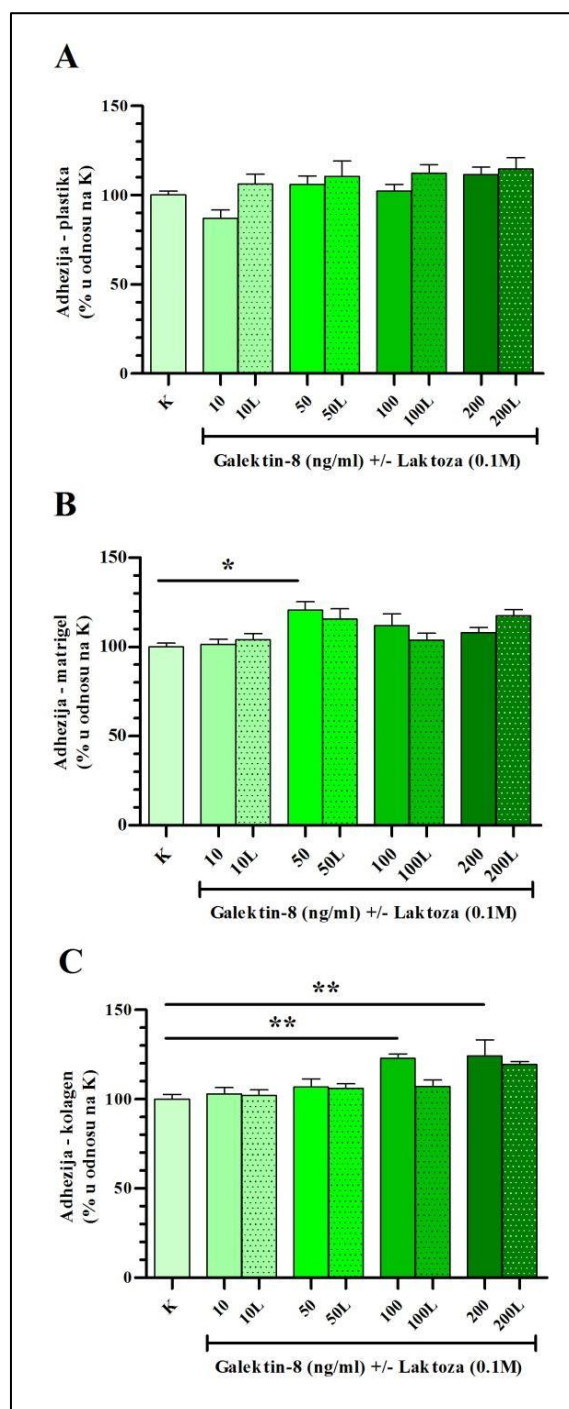 A
Adhezija - plastika
(% u odnosu na K)
150
100
50
0
K
10
10L
50
50L
100
100L
200
200L
Galektin-8 (ng/ml) +/- Laktoza (0.1M)
B
Adhezija - matrigel
(% u odnosu na K)
150
100
50
0
*
K
10
10L
50
50L
100
100L
200
200L
Galektin-8 (ng/ml) +/- Laktoza (0.1M)
C
Adhezija - kolagen
(% u odnosu na K)
150
100
50
0
**
**
K
10
10L
50
50L
100
100L
200
200L
Galektin-8 (ng/ml) +/- Laktoza (0.1M)